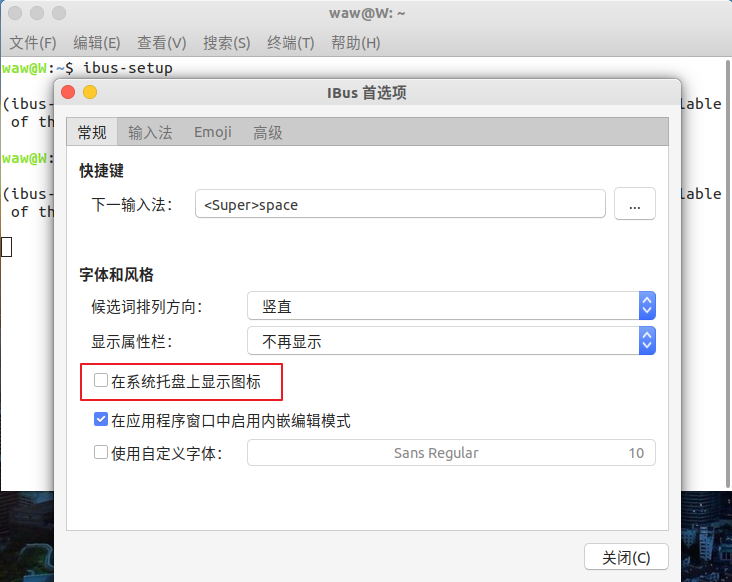 waw@W: ~
文件(F) 编辑(E) 查看(V) 搜索(S) 终端(T) 帮助(H)
waw@W:~$ ibus-setup
IBus 首选项
(ibus- lable
of th
常规 输入法 Emoji 高级
waw@W:
快捷键
(ibus- lable
下一输入法： <Super>space ...
of th
字体和风格
候选词排列方向： 竖直
显示属性栏： 不再显示
在系统托盘上显示图标
在应用程序窗口中启用内嵌编辑模式
使用自定义字体： Sans Regular 10
关闭(C)